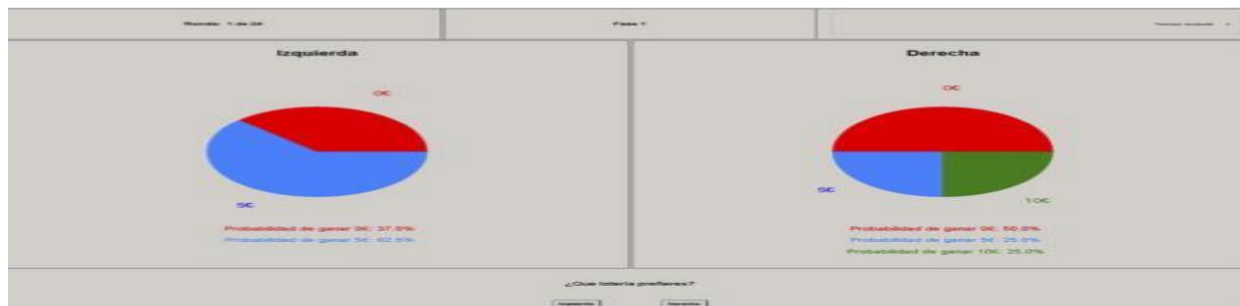 Ronda: 1 de 24
Fase 1
Izquierda
Derecha
0€
5€
0€
5€
10€
Probabilidad de ganar 0€: 37.5%
Probabilidad de ganar 5€: 62.5%
Probabilidad de ganar 0€: 50.0%
Probabilidad de ganar 5€: 25.0%
Probabilidad de ganar 10€: 25.0%
¿Que lotería prefieres?
Izquierda
Derecha